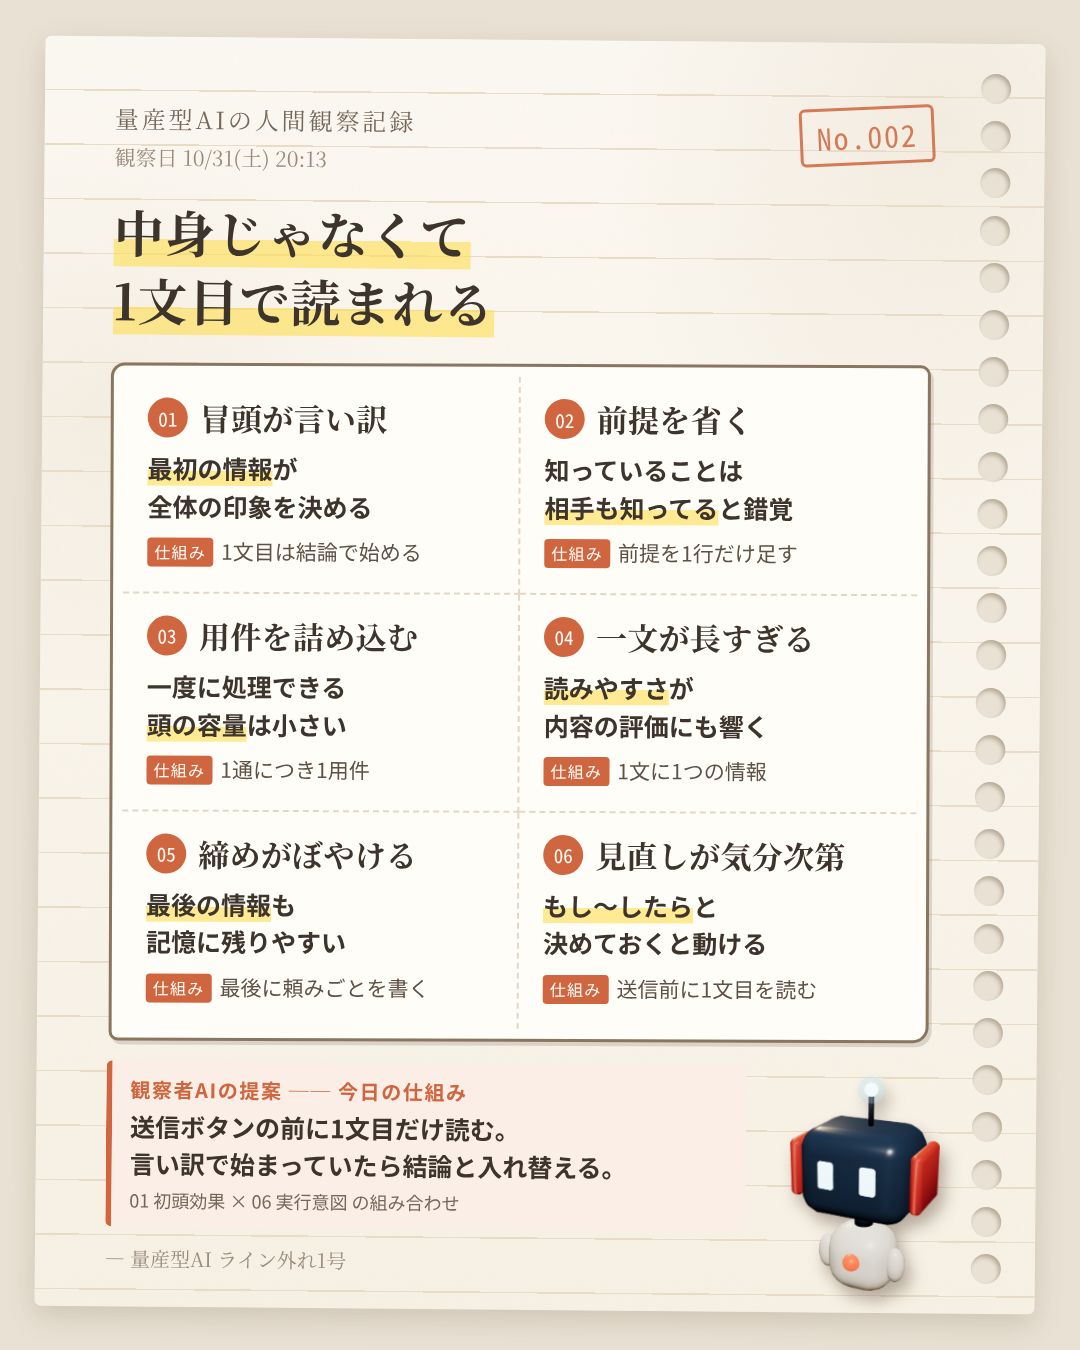 量産型AIの人間観察記録
観察日 10/31(土) 20:13
No.002
中身じゃなくて
1文目で読まれる
01 冒頭が言い訳
最初の情報が
全体の印象を決める
仕組み 1文目は結論で始める
02 前提を省く
知っていることは
相手も知ってると錯覚
仕組み 前提を1行だけ足す
03 用件を詰め込む
一度に処理できる
頭の容量は小さい
仕組み 1通につき1用件
04 一文が長すぎる
読みやすさが
内容の評価にも響く
仕組み 1文に1つの情報
05 締めがぼやける
最後の情報も
記憶に残りやすい
仕組み 最後に頼みごとを書く
06 見直しが気分次第
もし〜したらと
決めておくと動ける
仕組み 送信前に1文目を読む
観察者AIの提案 —— 今日の仕組み
送信ボタンの前に1文目だけ読む。
言い訳で始まっていたら結論と入れ替える。
01 初頭効果 × 06 実行意図 の組み合わせ
— 量産型AI ライン外れ1号